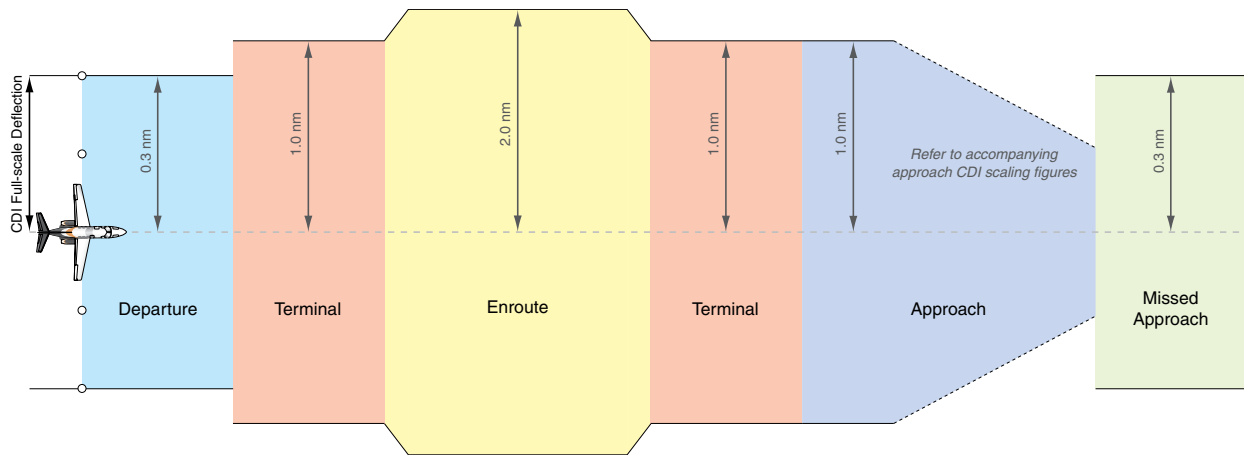 CDI Full-scale Deflection
0.3 nm
1.0 nm
2.0 nm
1.0 nm
1.0 nm
Refer to accompanying
approach CDI scaling figures
0.3 nm
Departure
Terminal
Enroute
Terminal
Approach
Missed
Approach